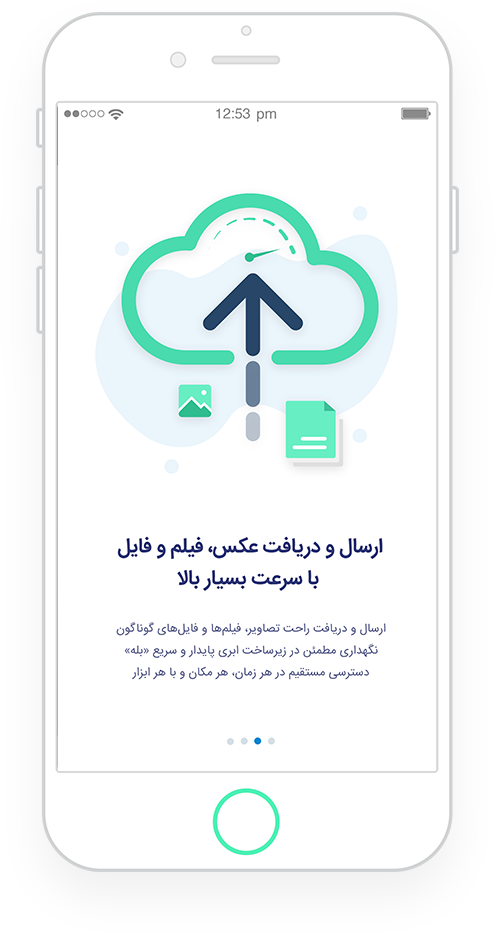 12:53 pm
ارسال و دریافت عکس، فیلم و فایل
با سرعت بسیار بالا
ارسال و دریافت راحت تصاویر، فیلم‌ها و فایل‌های گوناگون
نگهداری مطمئن در زیرساخت ابری پایدار و سریع «بله»
دسترسی مستقیم در هر زمان، هر مکان و با هر ابزار